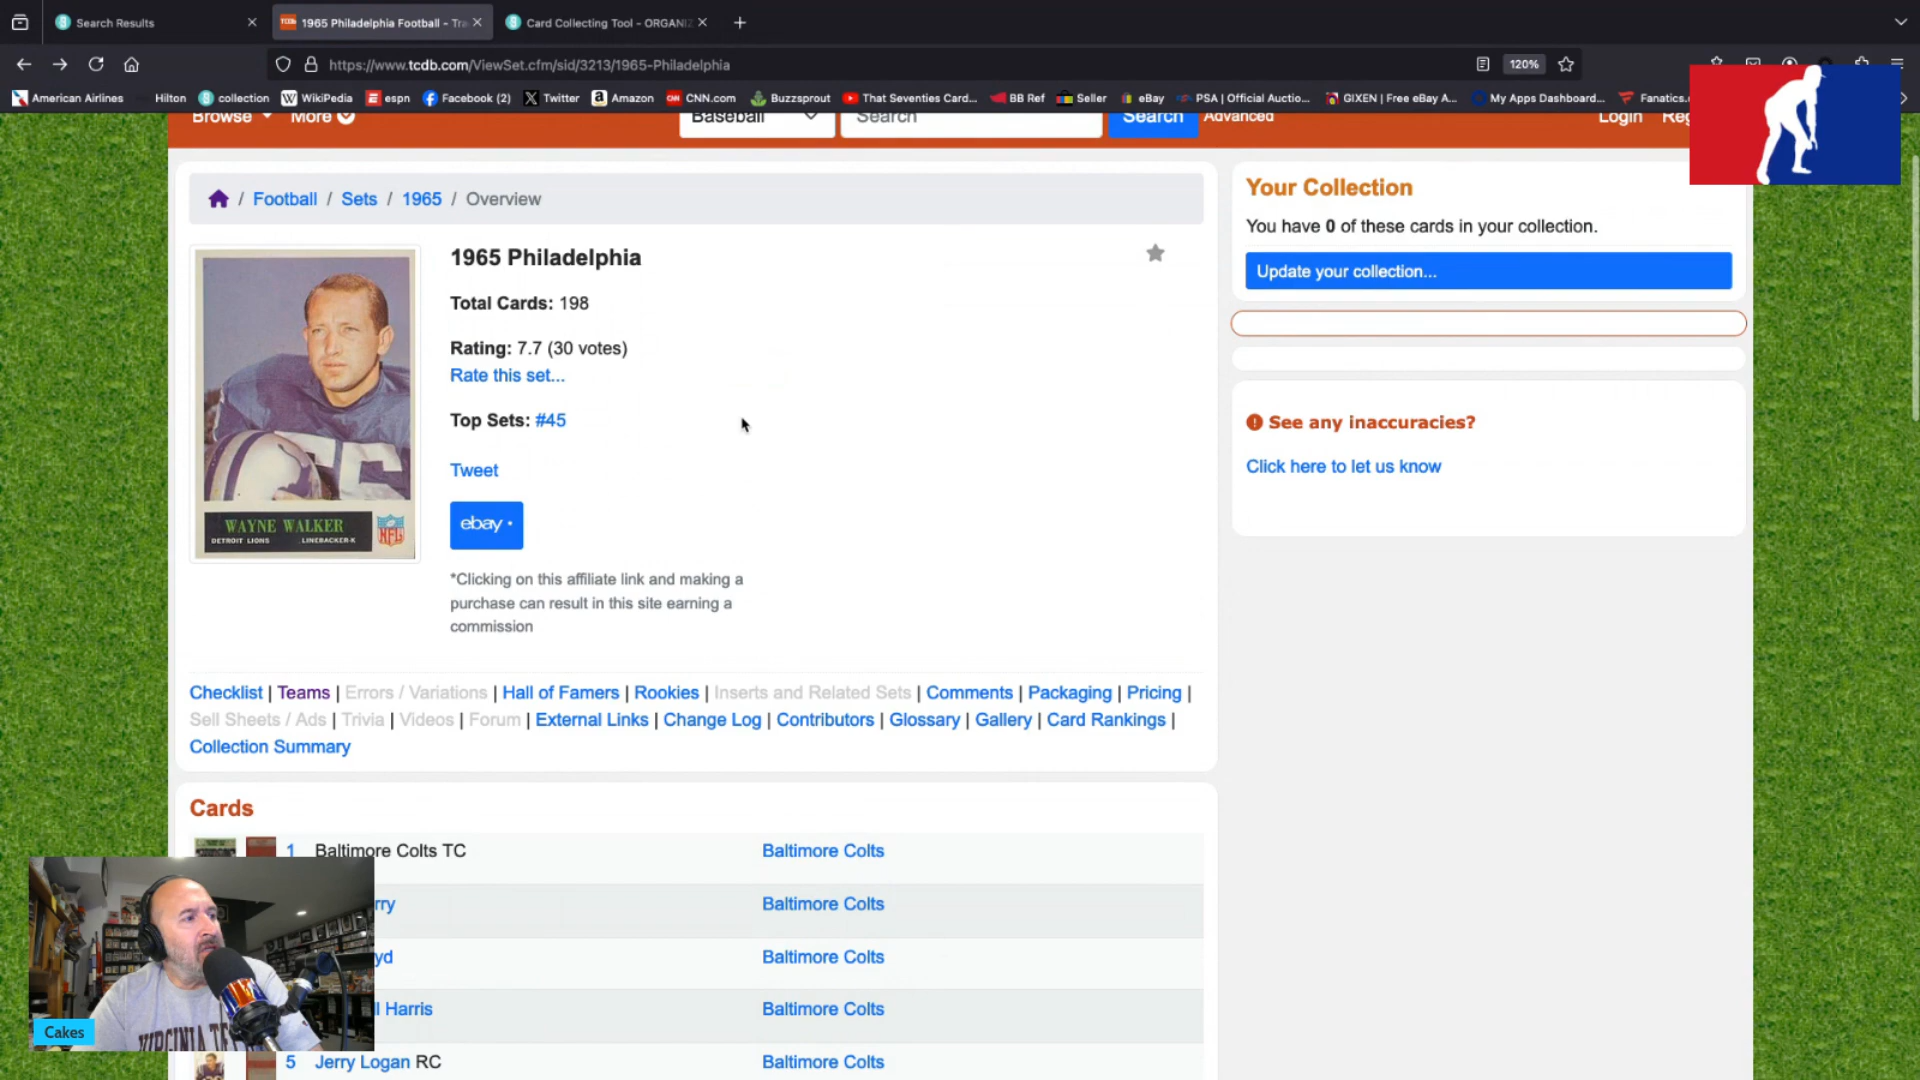 Search Results
1965 Philadelphia Football - Tra
Card Collecting Tool - ORGANIZ
https://www.tcdb.com/ViewSet.cfm/sid/3213/1965-Philadelphia
120%
American Airlines
Hilton
collection
WikiPedia
espn
Facebook (2)
Twitter
Amazon
CNN.com
Buzzsprout
That Seventies Card...
BB Ref
Seller
eBay
PSA | Official Auctio...
GIXEN | Free eBay A...
My Apps Dashboard...
Fanatics.
Browse
More
Baseball
Search
Search
Advanced
Login
Reg
/ Football / Sets / 1965 / Overview
1965 Philadelphia
Total Cards: 198
Rating: 7.7 (30 votes)
Rate this set...
Top Sets: #45
Tweet
ebay •
*Clicking on this affiliate link and making a
purchase can result in this site earning a
commission
WAYNE WALKER
DETROIT LIONS LINEBACKER-K
NFL
Your Collection
You have 0 of these cards in your collection.
Update your collection...
See any inaccuracies?
Click here to let us know
Checklist | Teams | Errors / Variations | Hall of Famers | Rookies | Inserts and Related Sets | Comments | Packaging | Pricing |
Sell Sheets / Ads | Trivia | Videos | Forum | External Links | Change Log | Contributors | Glossary | Gallery | Card Rankings |
Collection Summary
Cards
1 Baltimore Colts TC Baltimore Colts
rry Baltimore Colts
yd Baltimore Colts
l Harris Baltimore Colts
5 Jerry Logan RC Baltimore Colts
VIRGINIA TE
Cakes